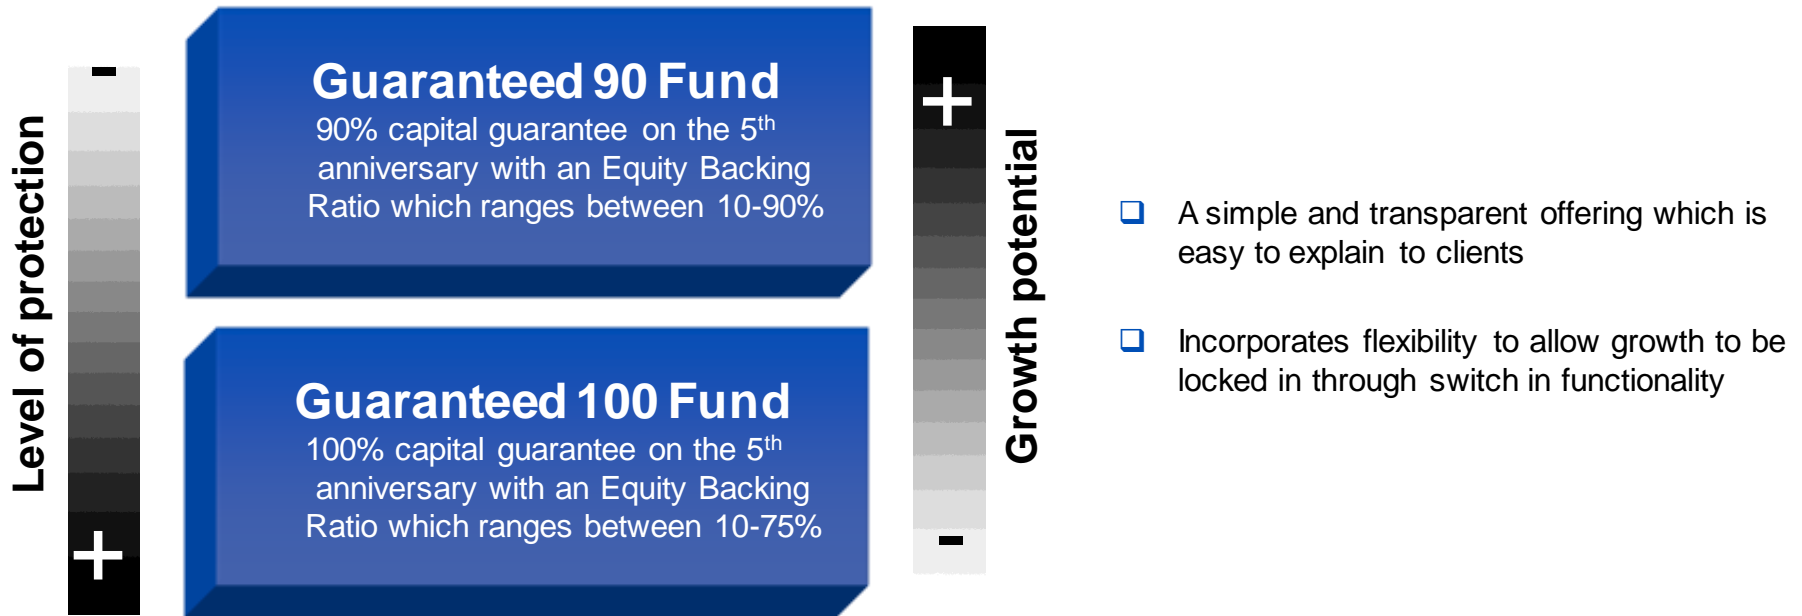 Level of protection
-
+
Guaranteed 90 Fund
90% capital guarantee on the 5th
anniversary with an Equity Backing
Ratio which ranges between 10-90%
Guaranteed 100 Fund
100% capital guarantee on the 5th
anniversary with an Equity Backing
Ratio which ranges between 10-75%
+
-
Growth potential
A simple and transparent offering which is
easy to explain to clients
Incorporates flexibility to allow growth to be
locked in through switch in functionality